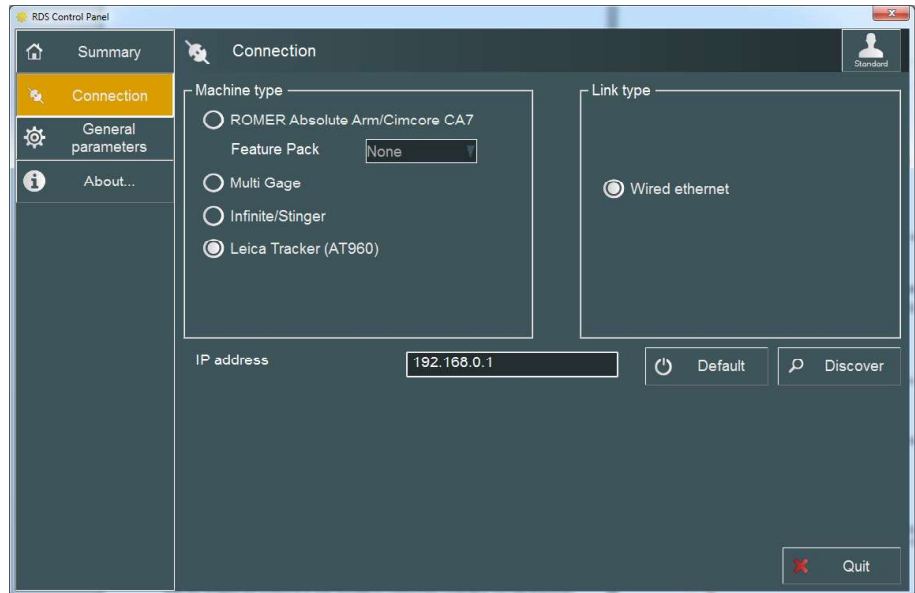 RDS Control Panel
Summary
Connection
Standard
Connection
General
parameters
About...
Machine type
ROMER Absolute Arm/Cimcore CA7
Feature Pack
None
Multi Gage
Infinite/Stinger
Leica Tracker (AT960)
Link type
Wired ethernet
IP address
192.168.0.1
Default
Discover
Quit